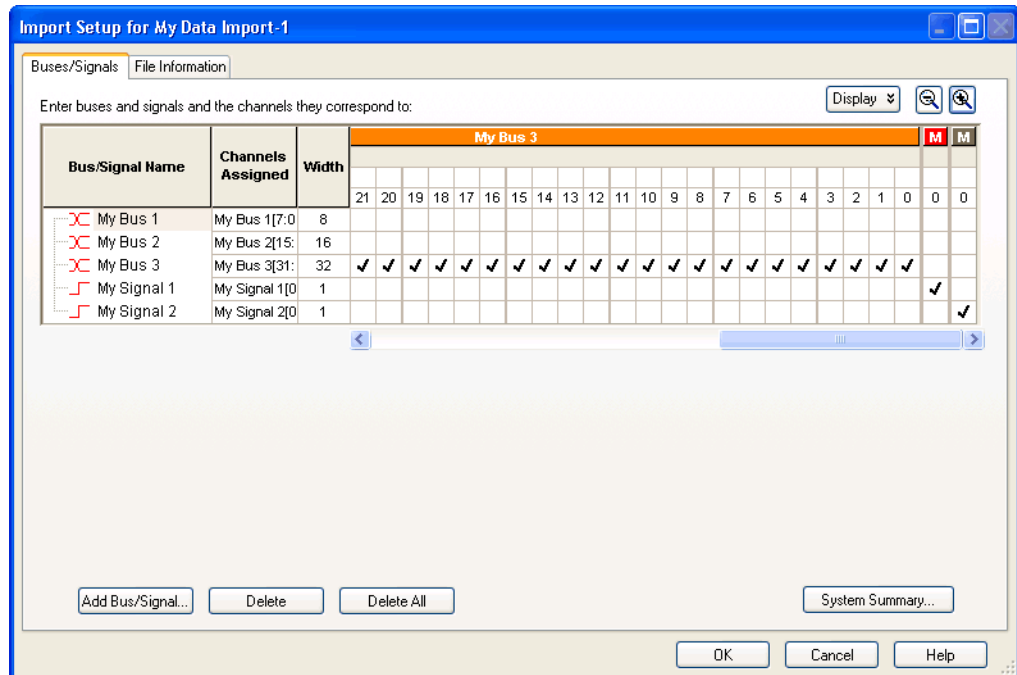 Import Setup for My Data Import-1
Buses/Signals File Information
Enter buses and signals and the channels they correspond to:
Display
Bus/Signal Name Channels Assigned Width My Bus 3 M M
21 20 19 18 17 16 15 14 13 12 11 10 9 8 7 6 5 4 3 2 1 0 0 0
My Bus 1 My Bus 1[7:0 8
My Bus 2 My Bus 2[15: 16
My Bus 3 My Bus 3[31: 32
My Signal 1 My Signal 1[0 1
My Signal 2 My Signal 2[0 1
Add Bus/Signal... Delete Delete All System Summary...
OK Cancel Help